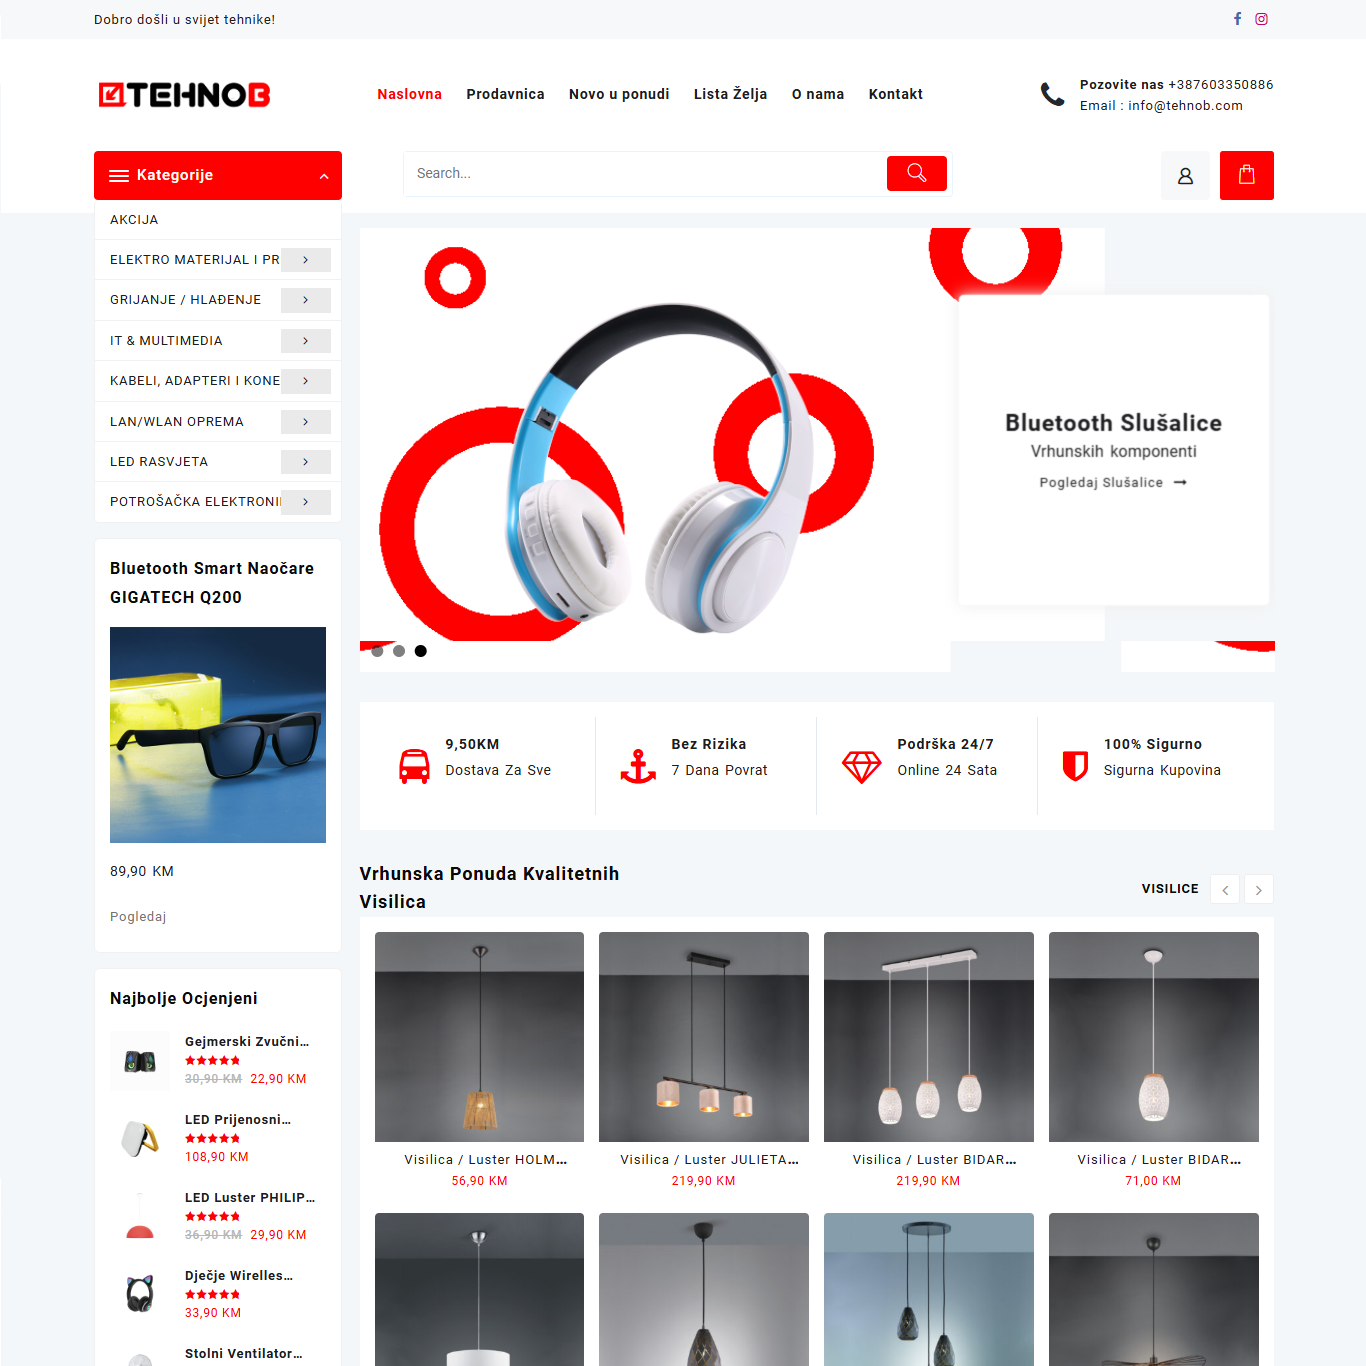 Dobro došli u svijet tehnike!
TEHNOB
Naslovna
Prodavnica
Novo u ponudi
Lista Želja
O nama
Kontakt
Pozovite nas +387603350886
Email : info@tehnob.com
Kategorije
Search...
AKCIJA
ELEKTRO MATERIJAL I PR
GRIJANJE / HLAĐENJE
IT & MULTIMEDIA
KABELI, ADAPTERI I KONE
LAN/WLAN OPREMA
LED RASVJETA
POTROŠAČKA ELEKTRONI
Bluetooth Slušalice
Vrhunskih komponenti
Pogledaj Slušalice
Bluetooth Smart Naočare
GIGATECH Q200
89,90 KM
Pogledaj
9,50KM
Dostava Za Sve
Bez Rizika
7 Dana Povrat
Podrška 24/7
Online 24 Sata
100% Sigurno
Sigurna Kupovina
Vrhunska Ponuda Kvalitetnih
Visilica
VISILICE
Visilica / Luster HOLM...
56,90 KM
Visilica / Luster JULIETA...
219,90 KM
Visilica / Luster BIDAR...
219,90 KM
Visilica / Luster BIDAR...
71,00 KM
Najbolje Ocjenjeni
Gejmerski Zvučni...
30,90 KM 22,90 KM
LED Prijenosni...
108,90 KM
LED Luster PHILIP...
36,90 KM 29,90 KM
Dječje Wirelles...
33,90 KM
Stolni Ventilator...